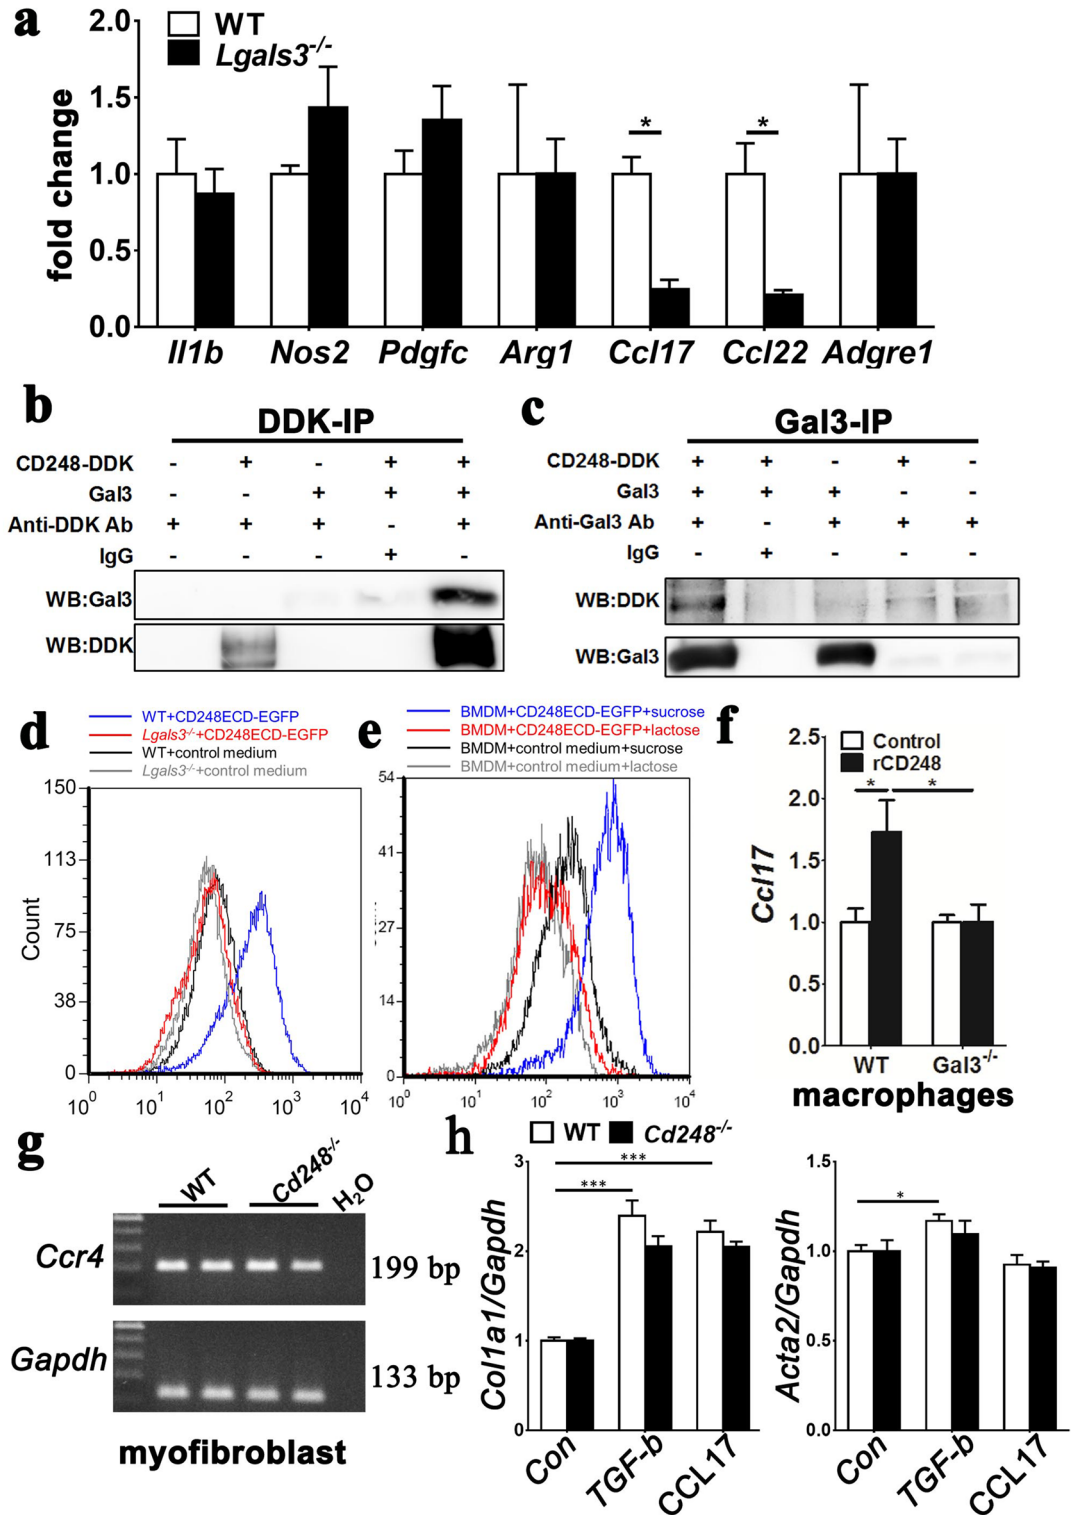 a
WT
Lgals3-/-
fold change
2.0
1.5
1.0
0.5
0.0
* *
Il1b Nos2 Pdgfc Arg1 Ccl17 Ccl22 Adgre1
b
DDK-IP
CD248-DDK - + - + +
Gal3 - - + + +
Anti-DDK Ab + + + - +
IgG - - - + -
WB:Gal3
WB:DDK
c
Gal3-IP
CD248-DDK + + - + -
Gal3 + + + - -
Anti-Gal3 Ab + - + + +
IgG - + - - -
WB:DDK
WB:Gal3
d
WT+CD248ECD-EGFP
Lgals3-/-+CD248ECD-EGFP
WT+control medium
Lgals3-/-+control medium
Count
150
113
75
38
0
10^0 10^1 10^2 10^3 10^4
e
BMDM+CD248ECD-EGFP+sucrose
BMDM+CD248ECD-EGFP+lactose
BMDM+control medium+sucrose
BMDM+control medium+lactose
54
41
27
14
0
10^0 10^1 10^2 10^3 10^4
f
Control
rCD248
* *
Ccl17
2.5
2.0
1.5
1.0
0.5
0.0
WT Gal3-/-
macrophages
g
WT Cd248-/- H2O
Ccr4
199 bp
Gapdh
133 bp
myofibroblast
h
WT Cd248-/-
***
***
Col1a1/Gapdh
3
2
1
0
Con TGF-b CCL17
*
Acta2/Gapdh
1.5
1.0
0.5
0.0
Con TGF-b CCL17